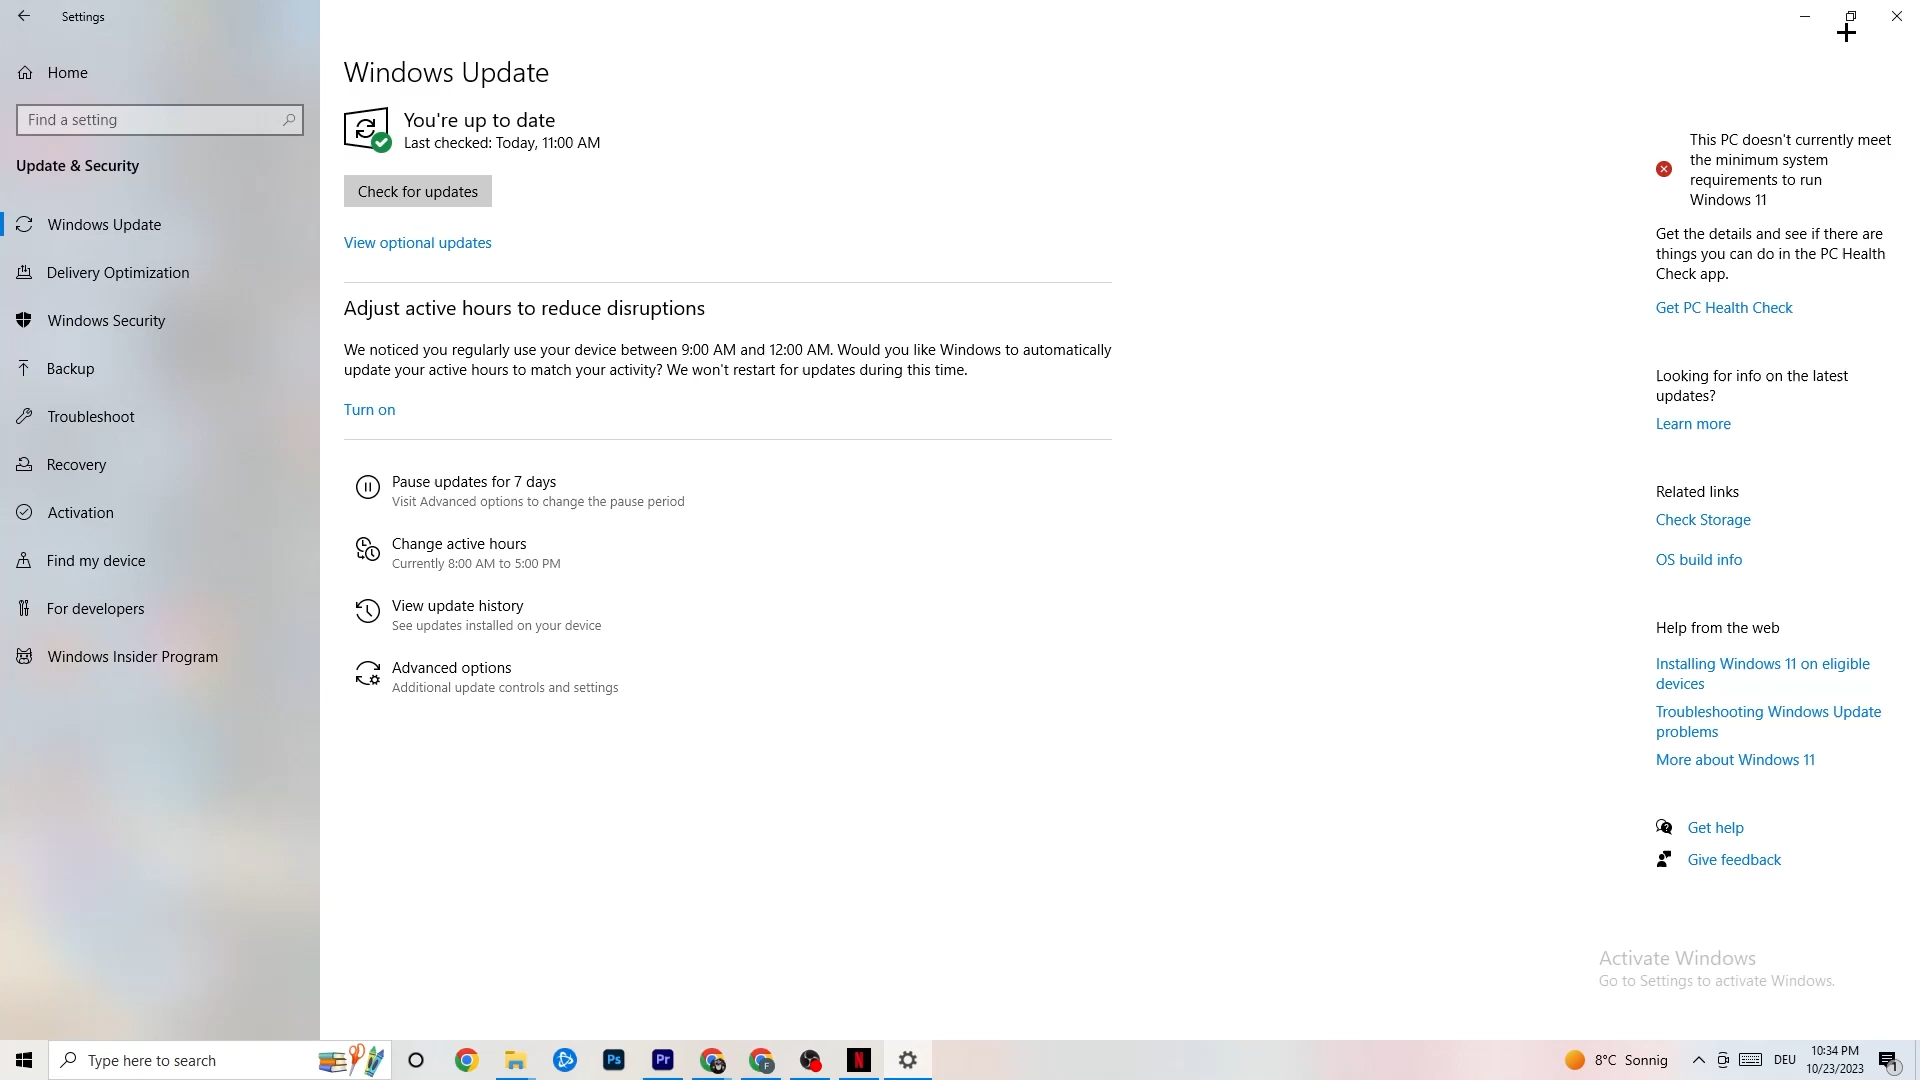 Settings
Home
Find a setting
Update & Security
Windows Update
Delivery Optimization
Windows Security
Backup
Troubleshoot
Recovery
Activation
Find my device
For developers
Windows Insider Program
Windows Update
You're up to date
Last checked: Today, 11:00 AM
Check for updates
View optional updates
Adjust active hours to reduce disruptions
We noticed you regularly use your device between 9:00 AM and 12:00 AM. Would you like Windows to automatically
update your active hours to match your activity? We won't restart for updates during this time.
Turn on
Pause updates for 7 days
Visit Advanced options to change the pause period
Change active hours
Currently 8:00 AM to 5:00 PM
View update history
See updates installed on your device
Advanced options
Additional update controls and settings
This PC doesn't currently meet
the minimum system
requirements to run
Windows 11
Get the details and see if there are
things you can do in the PC Health
Check app.
Get PC Health Check
Looking for info on the latest
updates?
Learn more
Related links
Check Storage
OS build info
Help from the web
Installing Windows 11 on eligible
devices
Troubleshooting Windows Update
problems
More about Windows 11
Get help
Give feedback
Activate Windows
Go to Settings to activate Windows.
Type here to search
Ps
Pr
F
N
8°C Sonnig
DEU
10:34 PM
10/23/2023
1